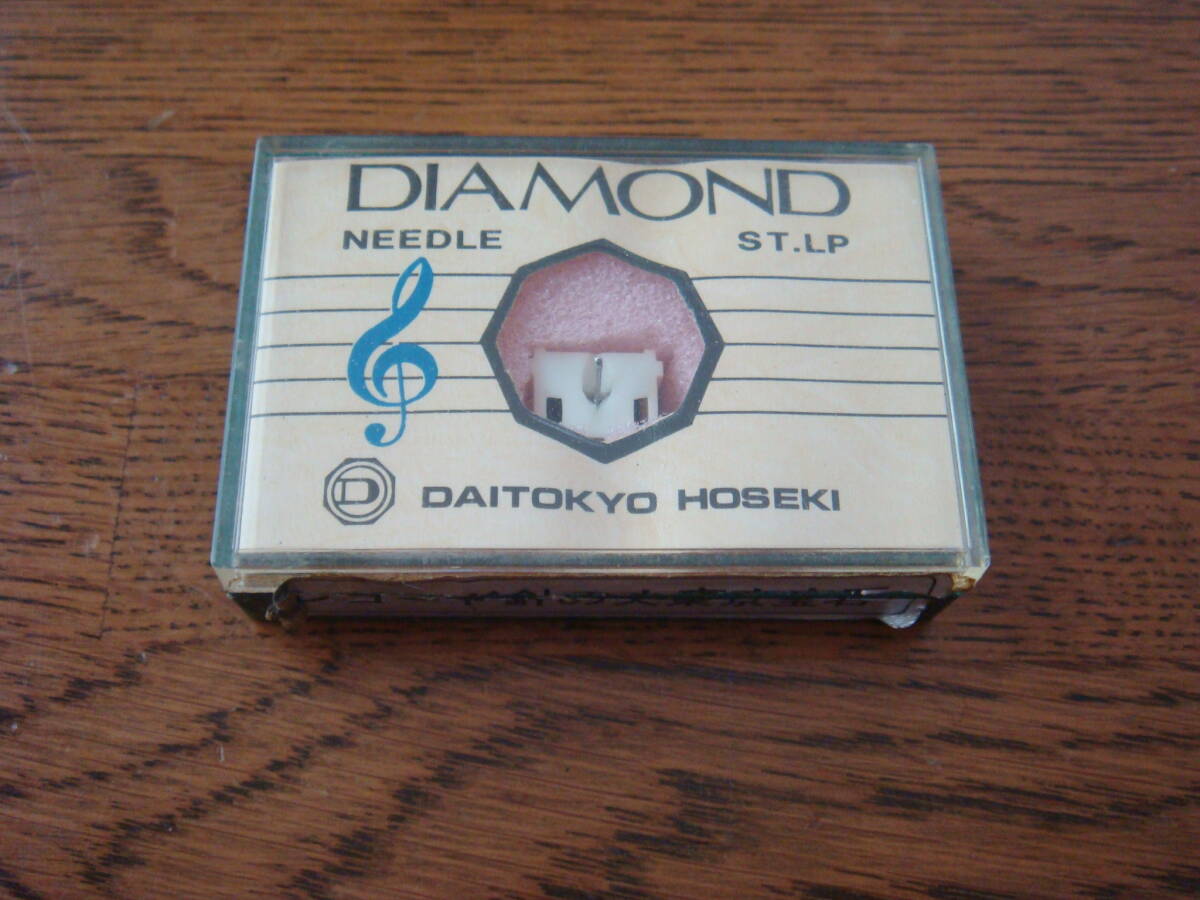 DIAMOND
NEEDLE ST.LP
D DAITOKYO HOSEKI